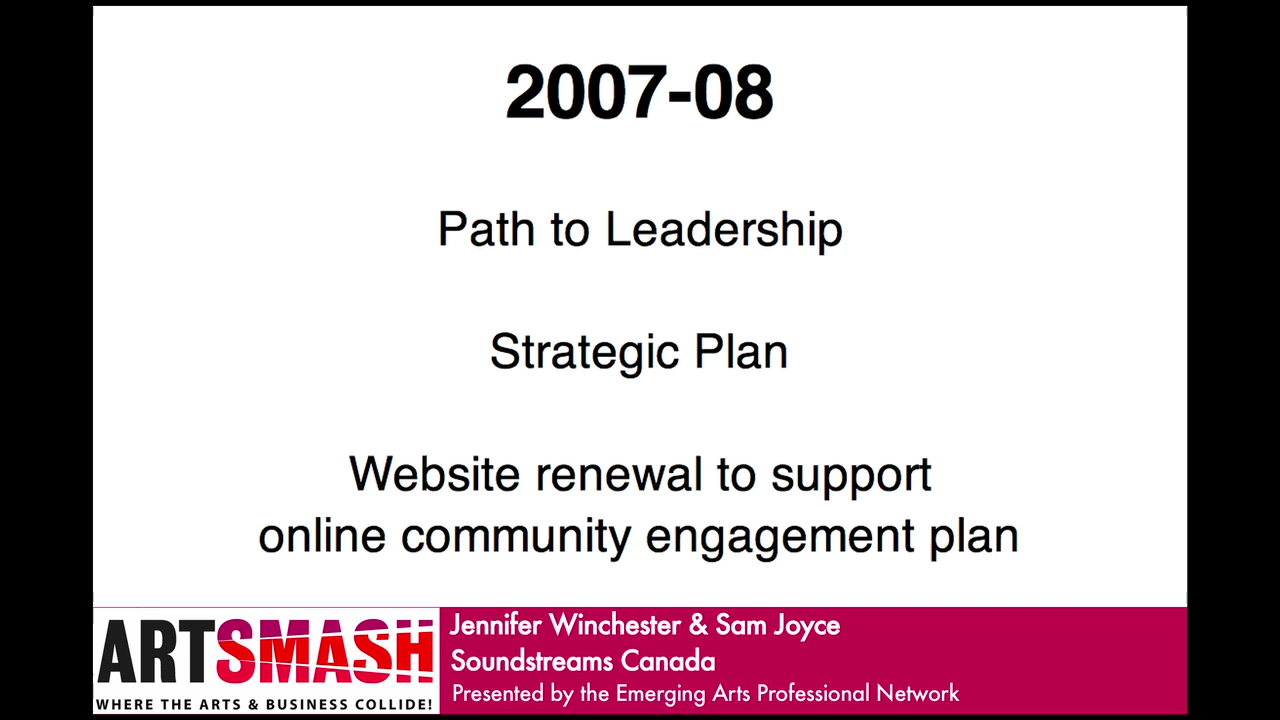 2007-08
Path to Leadership
Strategic Plan
Website renewal to support
online community engagement plan
ARTSMASH
WHERE THE ARTS & BUSINESS COLLIDE!
Jennifer Winchester & Sam Joyce
Soundstreams Canada
Presented by the Emerging Arts Professional Network